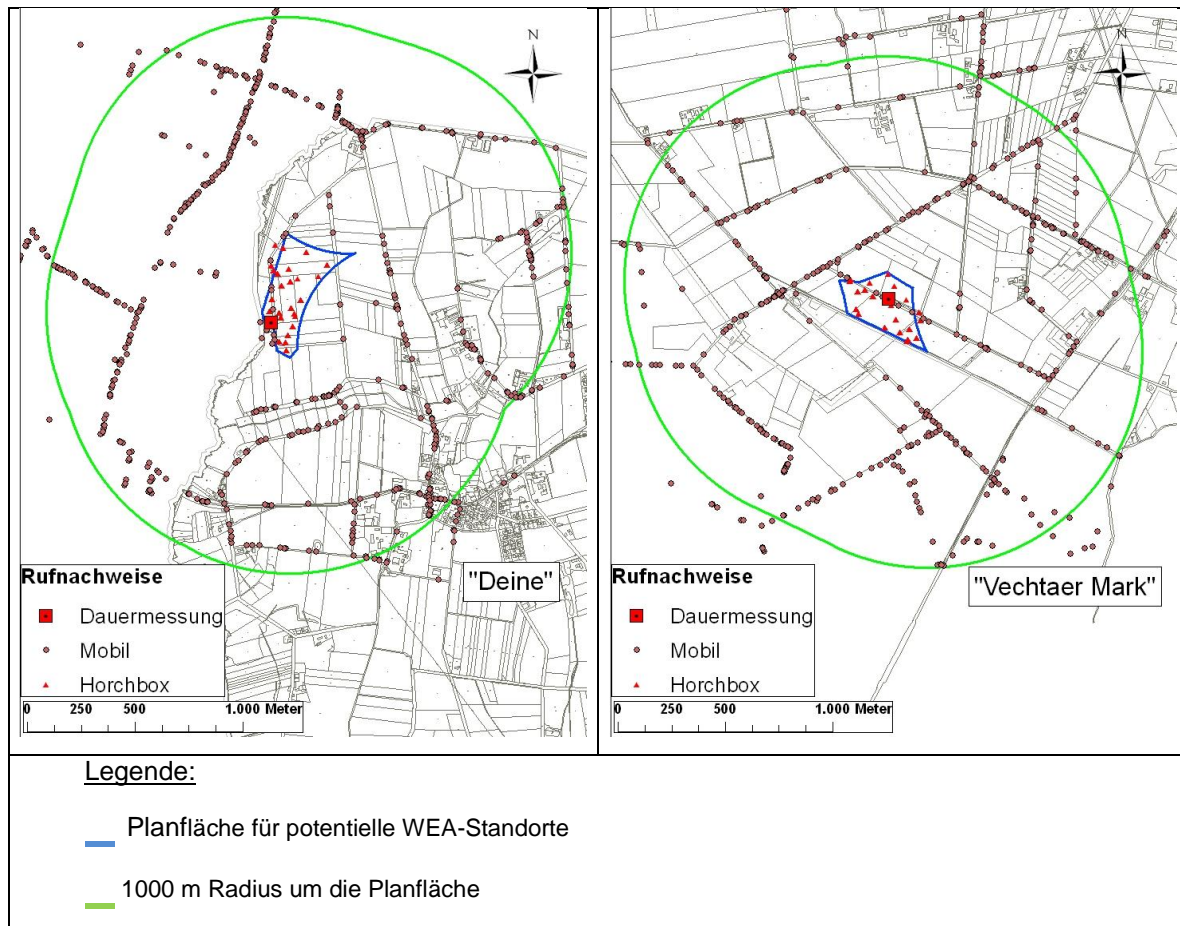 N
"Deine"
Rufnachweise
Dauermessung
Mobil
Horchbox
0 250 500 1.000 Meter
N
"Vechtaer Mark"
Rufnachweise
Dauermessung
Mobil
Horchbox
0 250 500 1.000 Meter
Legende:
Planfläche für potentielle WEA-Standorte
1000 m Radius um die Planfläche